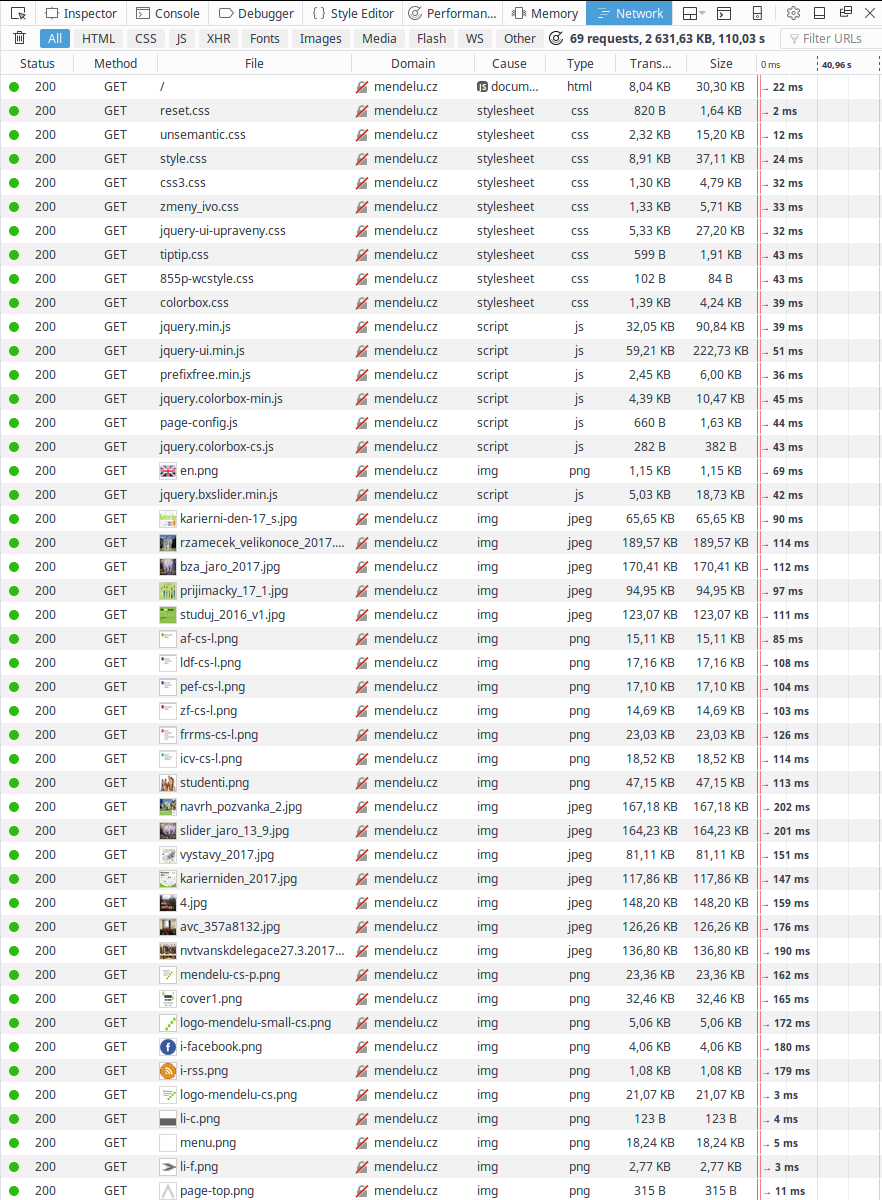 Inspector Console Debugger { } Style Editor Performan... Memory Network
All HTML CSS JS XHR Fonts Images Media Flash WS Other 69 requests, 2 631,63 KB, 110,03 s Filter URLs
Status Method File Domain Cause Type Trans... Size 0 ms 40,96 s
200 GET / mendelu.cz JS docum... html 8,04 KB 30,30 KB → 22 ms
200 GET reset.css mendelu.cz stylesheet css 820 B 1,64 KB → 2 ms
200 GET unsemantic.css mendelu.cz stylesheet css 2,32 KB 15,20 KB → 12 ms
200 GET style.css mendelu.cz stylesheet css 8,91 KB 37,11 KB → 24 ms
200 GET css3.css mendelu.cz stylesheet css 1,30 KB 4,79 KB → 32 ms
200 GET zmeny_ivo.css mendelu.cz stylesheet css 1,33 KB 5,71 KB → 33 ms
200 GET jquery-ui-upraveny.css mendelu.cz stylesheet css 5,33 KB 27,20 KB → 32 ms
200 GET tiptip.css mendelu.cz stylesheet css 599 B 1,91 KB → 43 ms
200 GET 855p-wcstyle.css mendelu.cz stylesheet css 102 B 84 B → 43 ms
200 GET colorbox.css mendelu.cz stylesheet css 1,39 KB 4,24 KB → 39 ms
200 GET jquery.min.js mendelu.cz script js 32,05 KB 90,84 KB → 39 ms
200 GET jquery-ui.min.js mendelu.cz script js 59,21 KB 222,73 KB → 51 ms
200 GET prefixfree.min.js mendelu.cz script js 2,45 KB 6,00 KB → 36 ms
200 GET jquery.colorbox-min.js mendelu.cz script js 4,39 KB 10,47 KB → 45 ms
200 GET page-config.js mendelu.cz script js 660 B 1,63 KB → 44 ms
200 GET jquery.colorbox-cs.js mendelu.cz script js 282 B 382 B → 43 ms
200 GET en.png mendelu.cz img png 1,15 KB 1,15 KB → 69 ms
200 GET jquery.bxslider.min.js mendelu.cz script js 5,03 KB 18,73 KB → 42 ms
200 GET karierni-den-17_s.jpg mendelu.cz img jpeg 65,65 KB 65,65 KB → 90 ms
200 GET rzamecek_velikonoce_2017.... mendelu.cz img jpeg 189,57 KB 189,57 KB → 114 ms
200 GET bza_jaro_2017.jpg mendelu.cz img jpeg 170,41 KB 170,41 KB → 112 ms
200 GET prijimacky_17_1.jpg mendelu.cz img jpeg 94,95 KB 94,95 KB → 97 ms
200 GET studuj_2016_v1.jpg mendelu.cz img jpeg 123,07 KB 123,07 KB → 111 ms
200 GET af-cs-l.png mendelu.cz img png 15,11 KB 15,11 KB → 85 ms
200 GET ldf-cs-l.png mendelu.cz img png 17,16 KB 17,16 KB → 108 ms
200 GET pef-cs-l.png mendelu.cz img png 17,10 KB 17,10 KB → 104 ms
200 GET zf-cs-l.png mendelu.cz img png 14,69 KB 14,69 KB → 103 ms
200 GET frrms-cs-l.png mendelu.cz img png 23,03 KB 23,03 KB → 126 ms
200 GET icv-cs-l.png mendelu.cz img png 18,52 KB 18,52 KB → 114 ms
200 GET studenti.png mendelu.cz img png 47,15 KB 47,15 KB → 113 ms
200 GET navrh_pozvanka_2.jpg mendelu.cz img jpeg 167,18 KB 167,18 KB → 202 ms
200 GET slider_jaro_13_9.jpg mendelu.cz img jpeg 164,23 KB 164,23 KB → 201 ms
200 GET vystavy_2017.jpg mendelu.cz img jpeg 81,11 KB 81,11 KB → 151 ms
200 GET karierniden_2017.jpg mendelu.cz img jpeg 117,86 KB 117,86 KB → 147 ms
200 GET 4.jpg mendelu.cz img jpeg 148,20 KB 148,20 KB → 159 ms
200 GET avc_357a8132.jpg mendelu.cz img jpeg 126,26 KB 126,26 KB → 176 ms
200 GET nvtvanskdelegace27.3.2017... mendelu.cz img jpeg 136,80 KB 136,80 KB → 190 ms
200 GET mendelu-cs-p.png mendelu.cz img png 23,36 KB 23,36 KB → 162 ms
200 GET cover1.png mendelu.cz img png 32,46 KB 32,46 KB → 165 ms
200 GET logo-mendelu-small-cs.png mendelu.cz img png 5,06 KB 5,06 KB → 172 ms
200 GET i-facebook.png mendelu.cz img png 4,06 KB 4,06 KB → 180 ms
200 GET i-rss.png mendelu.cz img png 1,08 KB 1,08 KB → 179 ms
200 GET logo-mendelu-cs.png mendelu.cz img png 21,07 KB 21,07 KB → 3 ms
200 GET li-c.png mendelu.cz img png 123 B 123 B → 4 ms
200 GET menu.png mendelu.cz img png 18,24 KB 18,24 KB → 5 ms
200 GET li-f.png mendelu.cz img png 2,77 KB 2,77 KB → 3 ms
200 GET page-top.png mendelu.cz img png 315 B 315 B → 11 ms